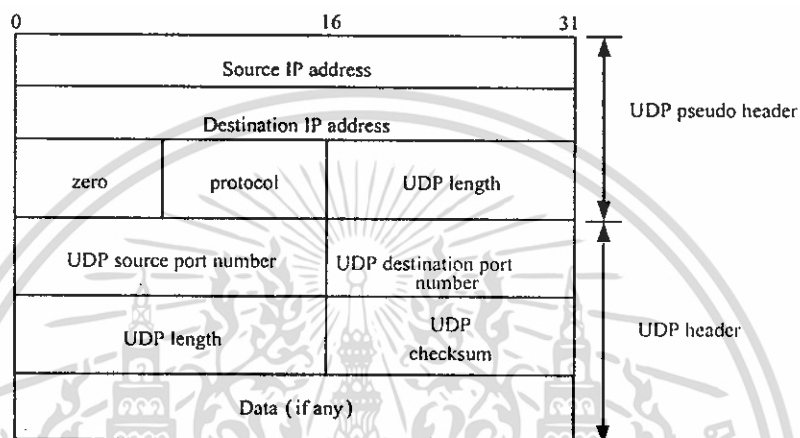 0 16 31
Source IP address
UDP pseudo header
Destination IP address
zero protocol UDP length
UDP source port number UDP destination port
number
UDP length UDP
checksum
UDP header
Data ( if any )